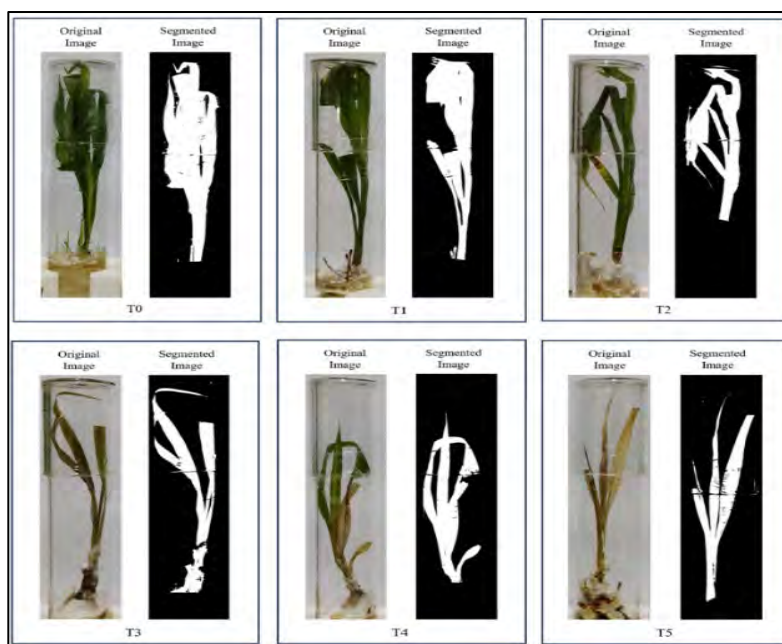 Original Image
Segmented Image
Original Image
Segmented Image
Original Image
Segmented Image
T0
T1
T2
Original Image
Segmented Image
Original Image
Segmented Image
Original Image
Segmented Image
T3
T4
T5